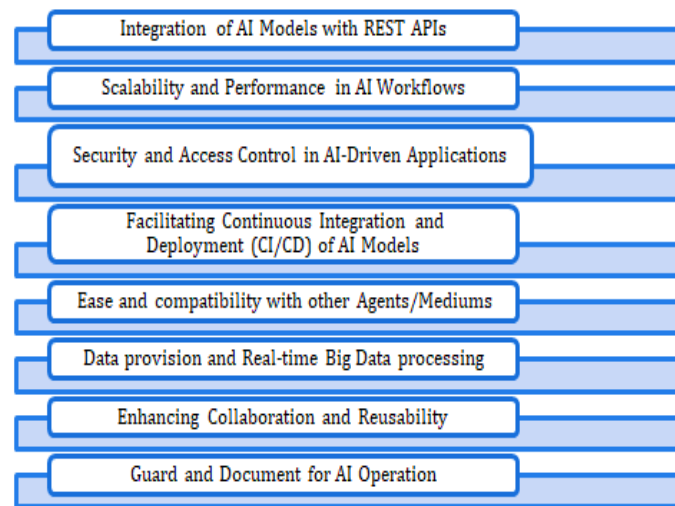 Integration of AI Models with REST APIs
Scalability and Performance in AI Workflows
Security and Access Control in AI-Driven Applications
Facilitating Continuous Integration and
Deployment (CI/CD) of AI Models
Ease and compatibility with other Agents/Mediums
Data provision and Real-time Big Data processing
Enhancing Collaboration and Reusability
Guard and Document for AI Operation